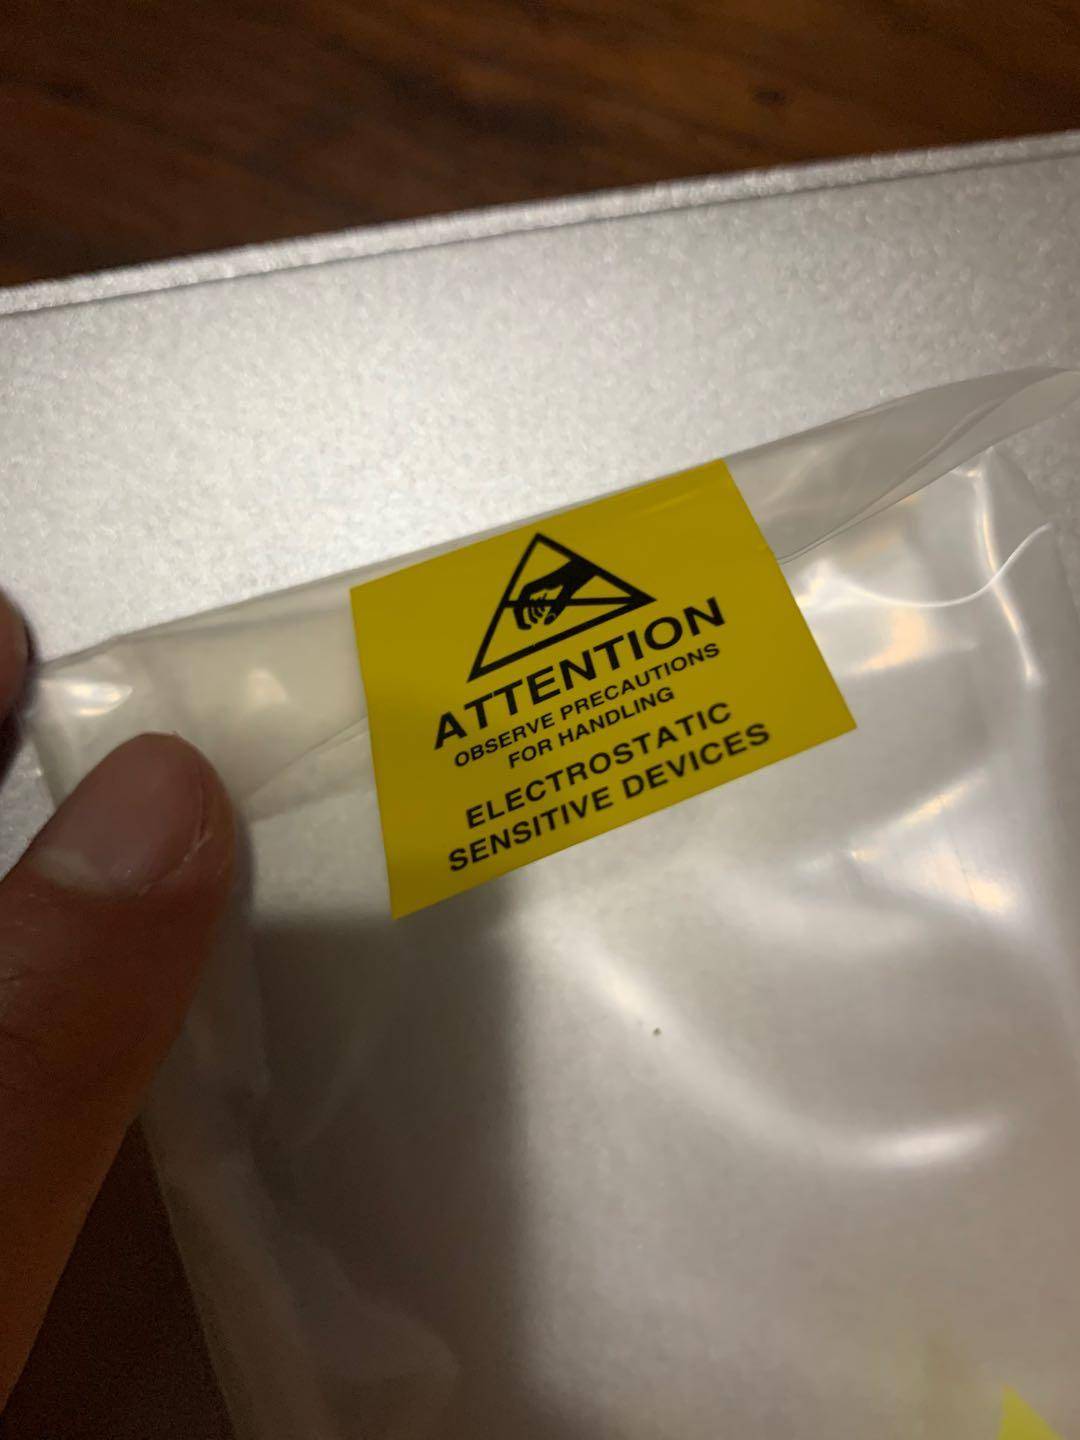 ATTENTION
OBSERVE PRECAUTIONS
FOR HANDLING
ELECTROSTATIC
SENSITIVE DEVICES